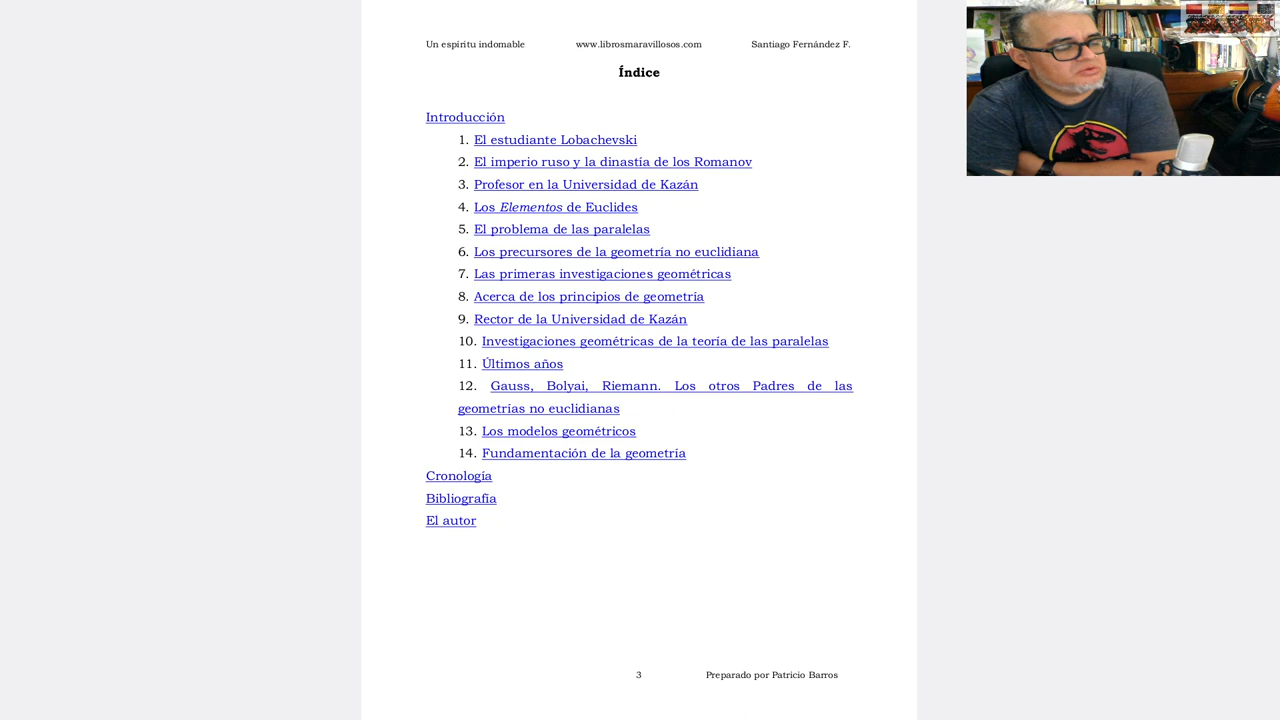 Un espíritu indomable www.librosmaravillosos.com Santiago Fernández F.
Índice
Introducción
1. El estudiante Lobachevski
2. El imperio ruso y la dinastía de los Romanov
3. Profesor en la Universidad de Kazán
4. Los Elementos de Euclides
5. El problema de las paralelas
6. Los precursores de la geometría no euclidiana
7. Las primeras investigaciones geométricas
8. Acerca de los principios de geometría
9. Rector de la Universidad de Kazán
10. Investigaciones geométricas de la teoría de las paralelas
11. Últimos años
12. Gauss, Bolyai, Riemann. Los otros Padres de las
geometrías no euclidianas
13. Los modelos geométricos
14. Fundamentación de la geometría
Cronología
Bibliografía
El autor
3 Preparado por Patricio Barros